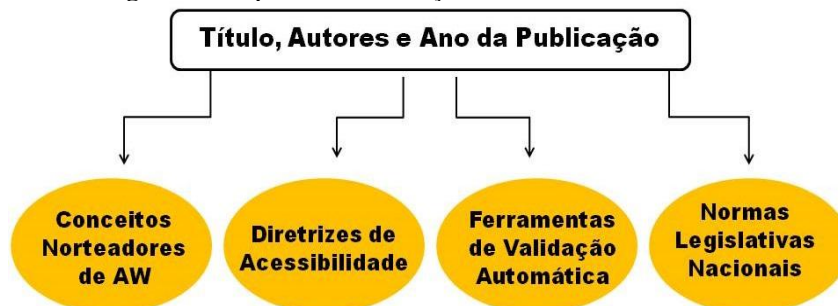 Título, Autores e Ano da Publicação
Conceitos
Norteadores
de AW
Diretrizes de
Acessibilidade
Ferramentas
de Validação
Automática
Normas
Legislativas
Nacionais